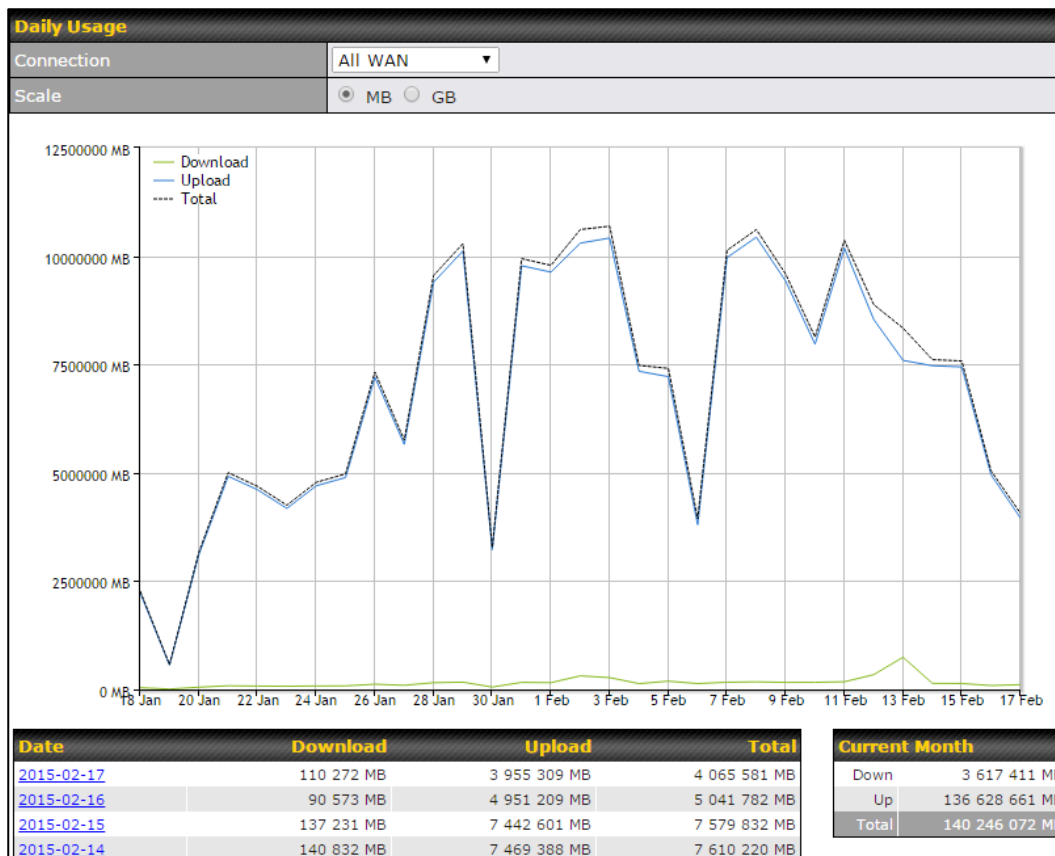 Daily Usage
Connection All WAN
Scale MB GB
12500000 MB
Download
Upload
Total
10000000 MB
7500000 MB
5000000 MB
2500000 MB
0 MB
18 Jan 20 Jan 22 Jan 24 Jan 26 Jan 28 Jan 30 Jan 1 Feb 3 Feb 5 Feb 7 Feb 9 Feb 11 Feb 13 Feb 15 Feb 17 Feb
Date Download Upload Total
2015-02-17 110 272 MB 3 955 309 MB 4 065 581 MB
2015-02-16 90 573 MB 4 951 209 MB 5 041 782 MB
2015-02-15 137 231 MB 7 442 601 MB 7 579 832 MB
2015-02-14 140 832 MB 7 469 388 MB 7 610 220 MB
Current Month
Down 3 617 411 M
Up 136 628 661 M
Total 140 246 072 M